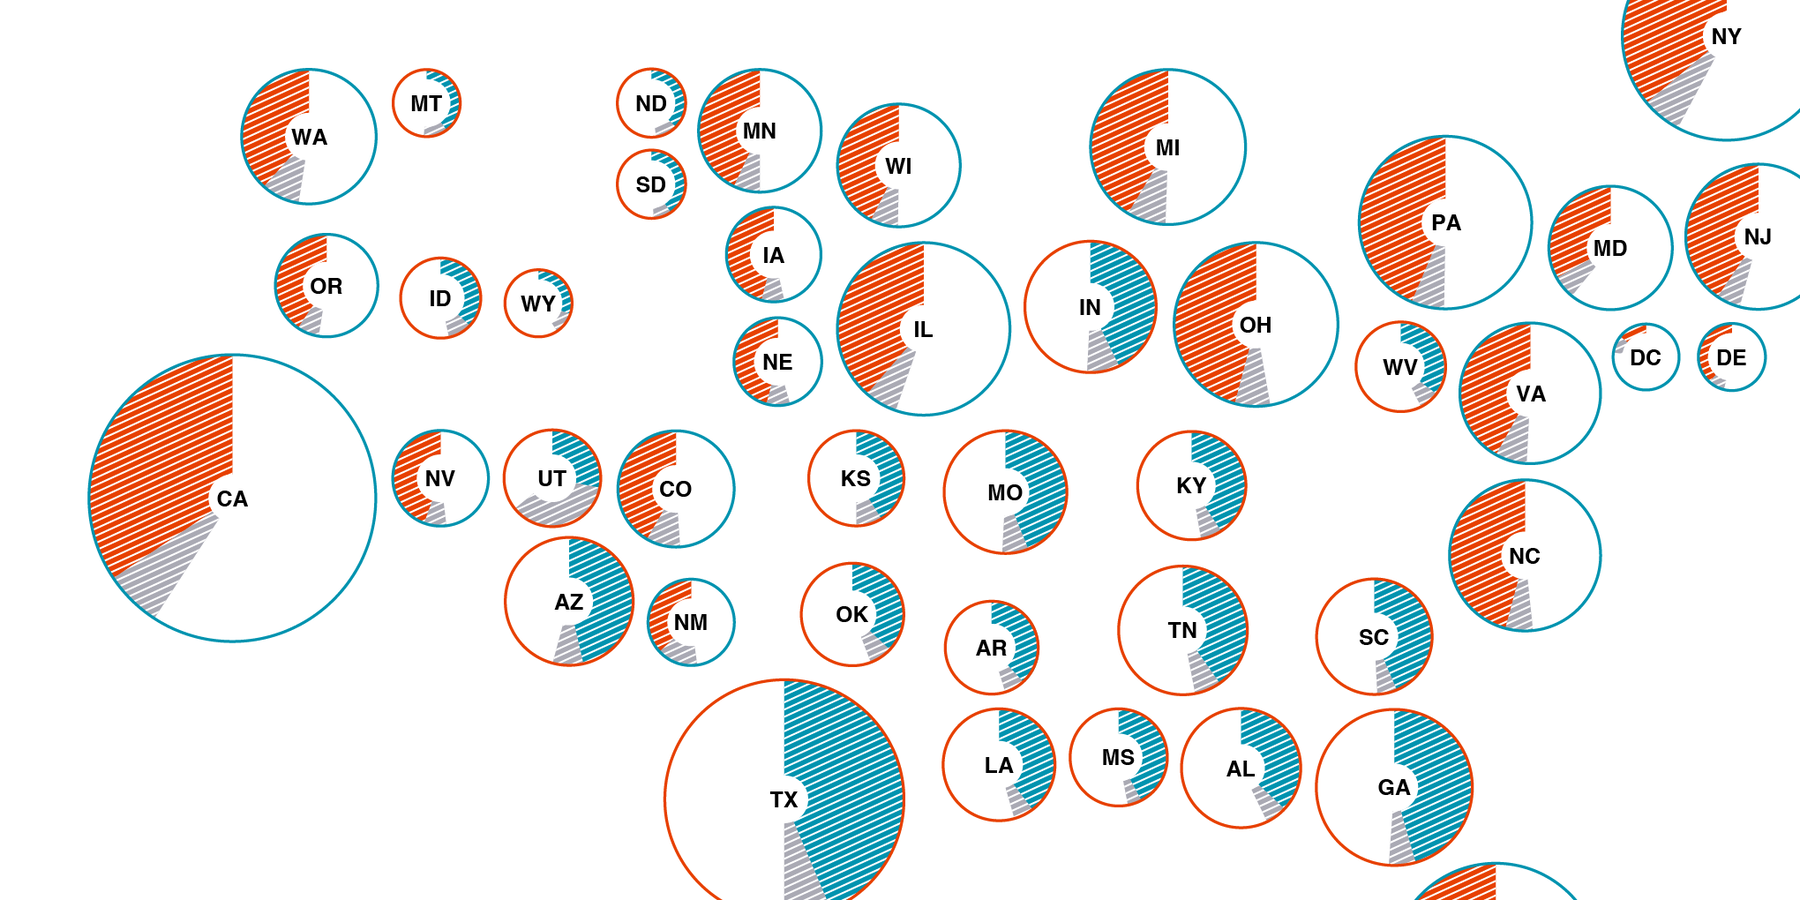 NY
WA
MT
ND
MN
WI
MI
SD
PA
MD
NJ
IA
OR
ID
WY
IN
IL
OH
NE
WV
VA
DC
DE
CA
NV
UT
CO
KS
MO
KY
NC
AZ
NM
OK
AR
TN
SC
TX
LA
MS
AL
GA